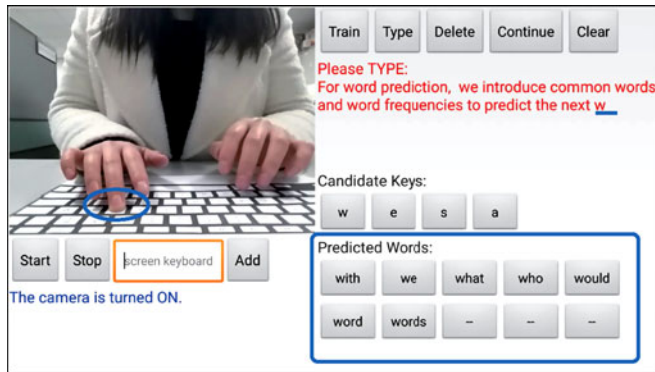 Train Type Delete Continue Clear
Please TYPE:
For word prediction, we introduce common words
and word frequencies to predict the next w
Candidate Keys:
w e s a
Start Stop screen keyboard Add
The camera is turned ON.
Predicted Words:
with we what who would
word words -- -- --